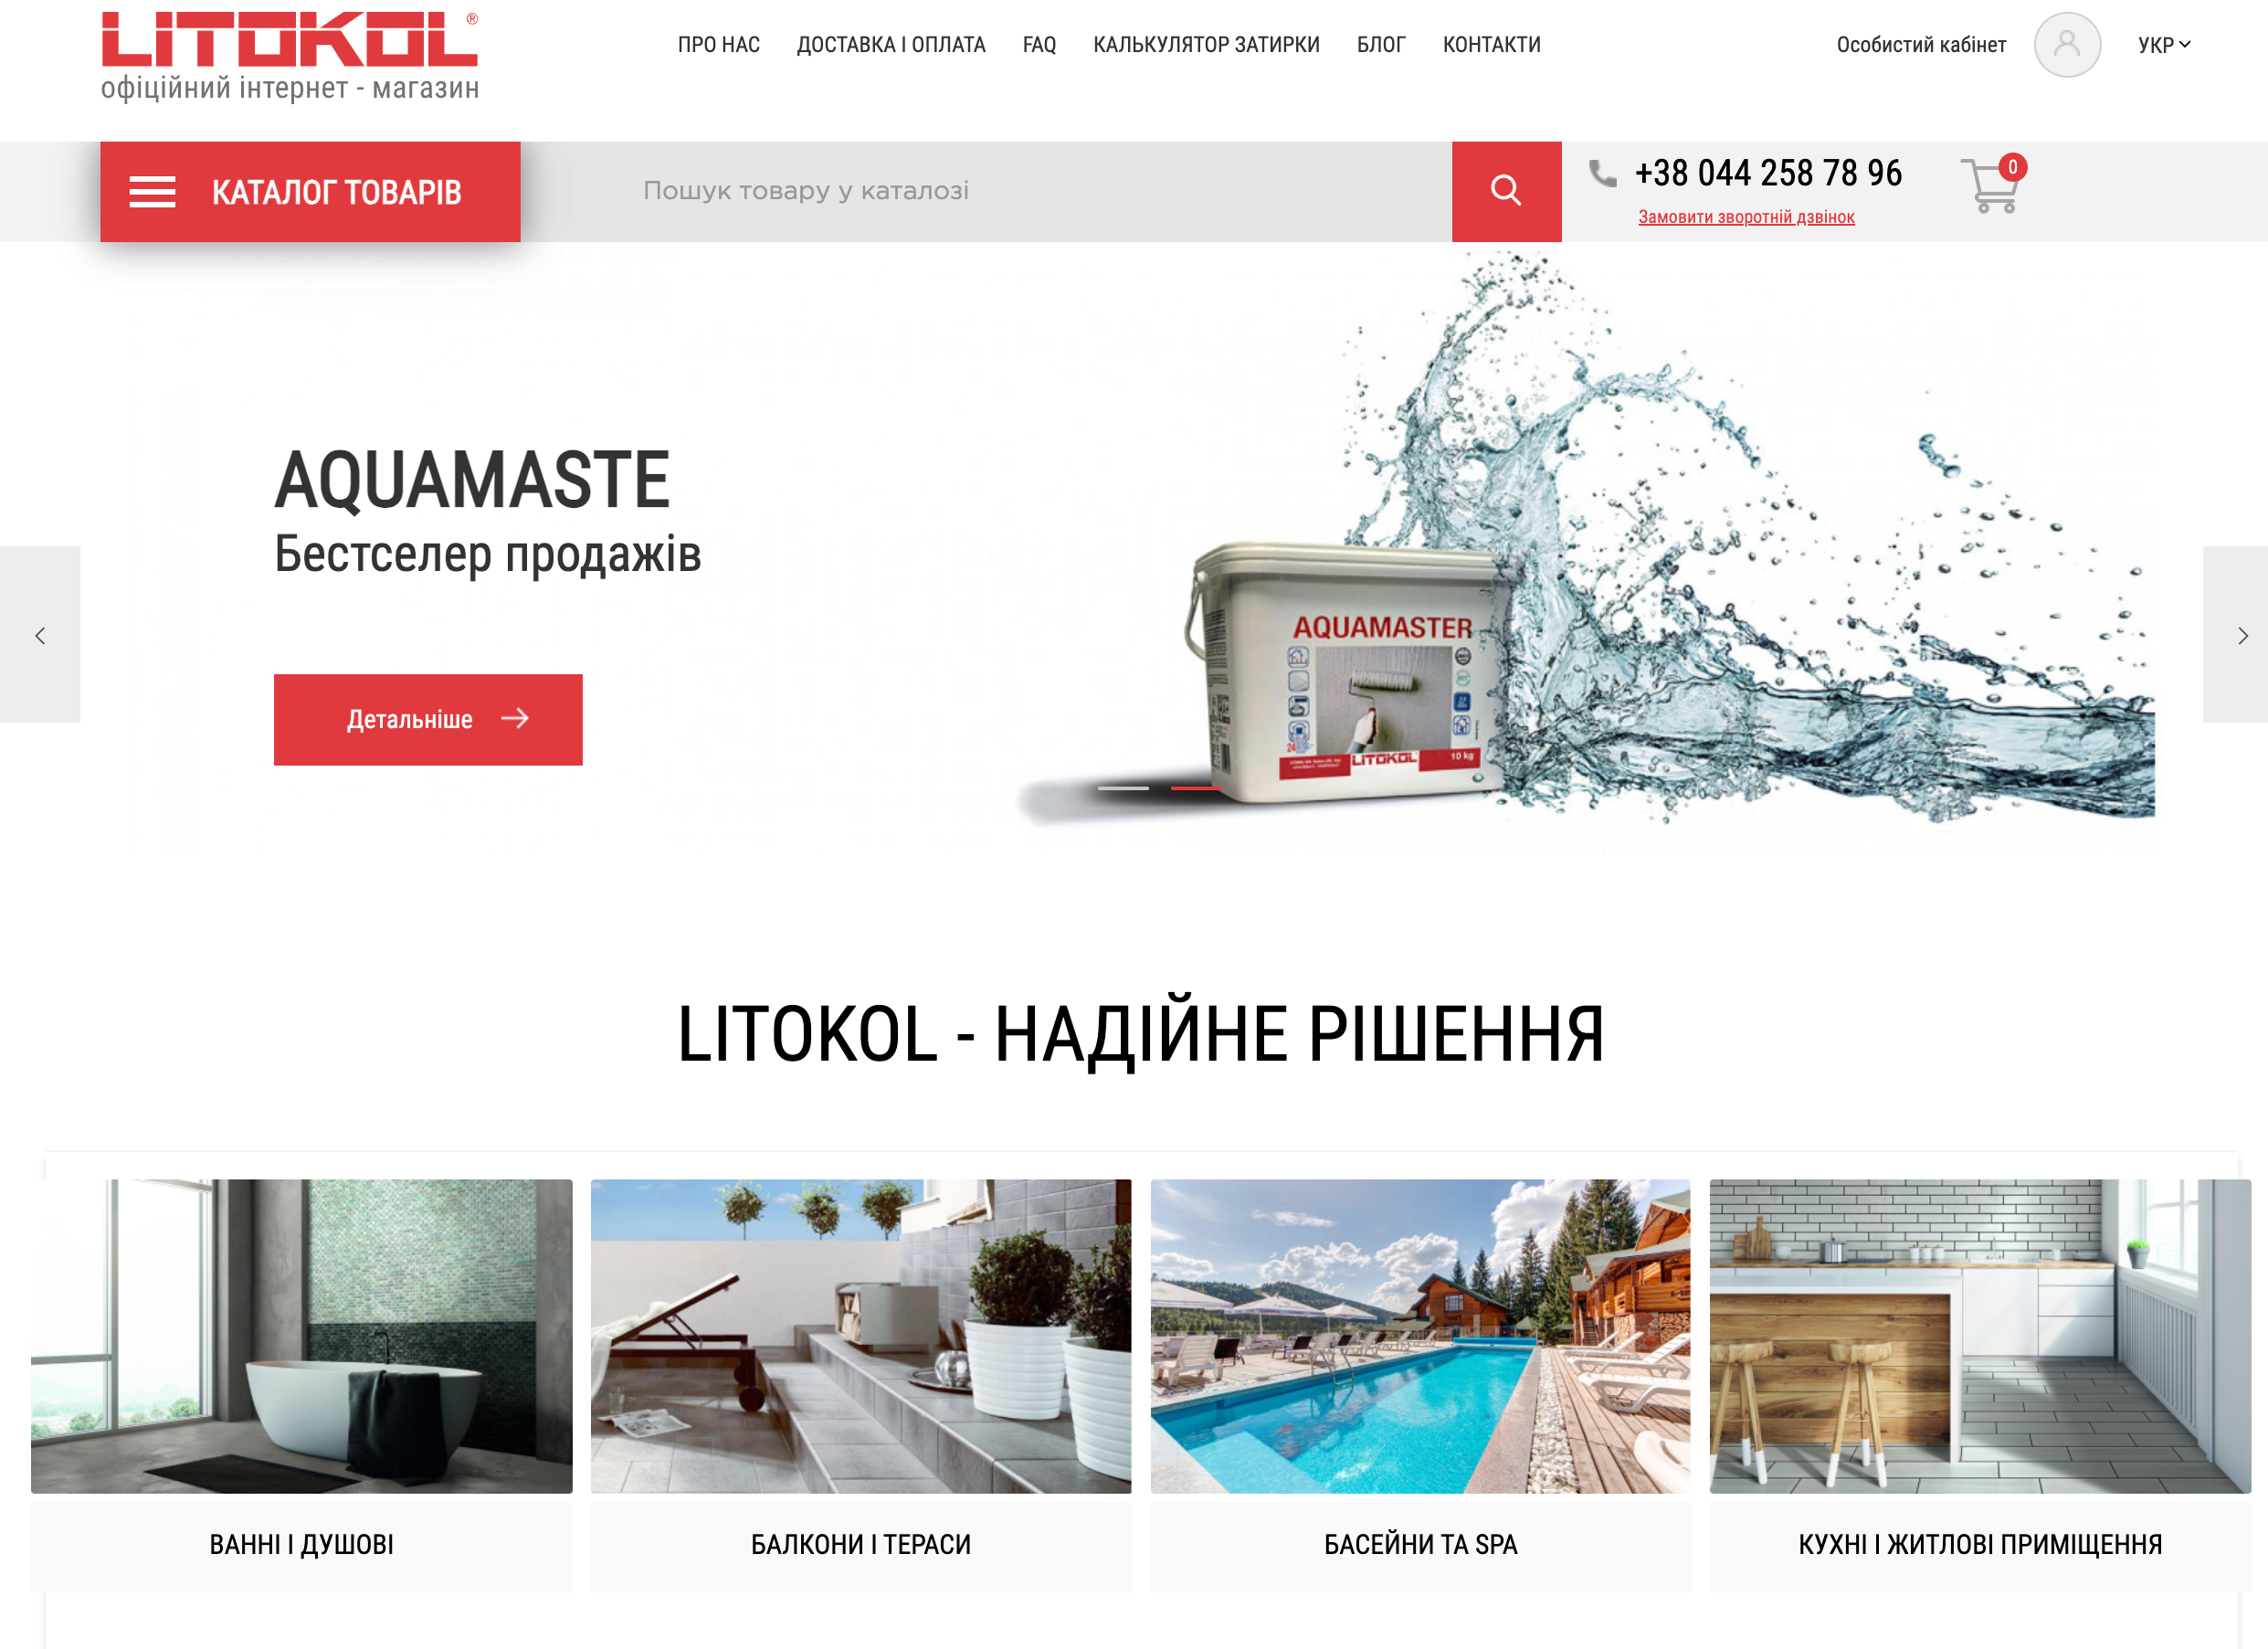 LITOKOL®
офіційний інтернет - магазин
ПРО НАС
ДОСТАВКА І ОПЛАТА
FAQ
КАЛЬКУЛЯТОР ЗАТИРКИ
БЛОГ
КОНТАКТИ
Особистий кабінет
УКР
КАТАЛОГ ТОВАРІВ
Пошук товару у каталозі
+38 044 258 78 96
0
Замовити зворотній дзвінок
AQUAMASTE
Бестселер продажів
Детальніше
AQUAMASTER
24
LITOKOL
10 kg
LITOKOL - НАДІЙНЕ РІШЕННЯ
ВАННІ І ДУШОВІ
БАЛКОНИ І ТЕРАСИ
БАСЕЙНИ ТА SPA
КУХНІ І ЖИТЛОВІ ПРИМІЩЕННЯ